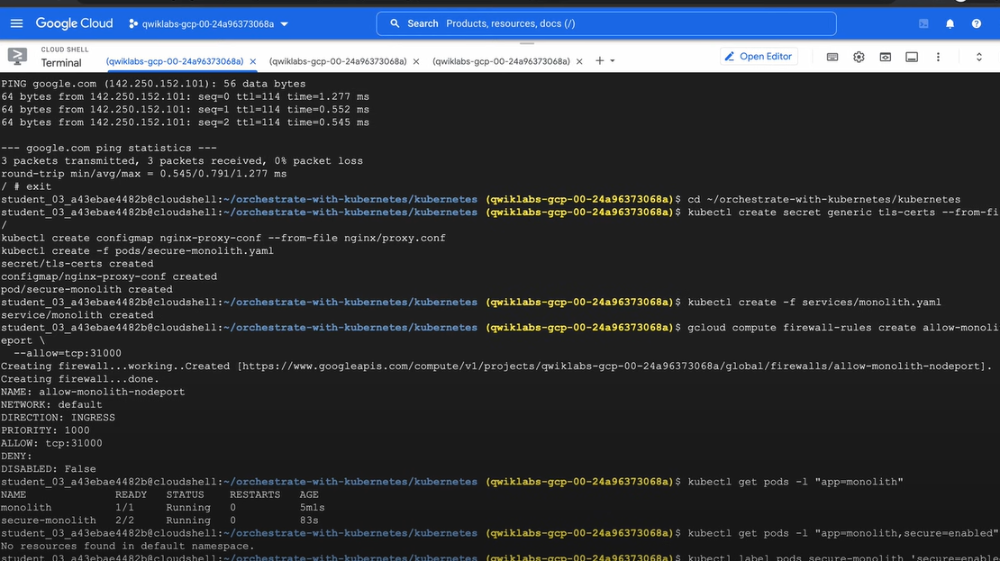 Google Cloud
qwiklabs-gcp-00-24a96373068a
Search Products, resources, docs (/)
CLOUD SHELL
Terminal
(qwiklabs-gcp-00-24a96373068a)
(qwiklabs-gcp-00-24a96373068a)
(qwiklabs-gcp-00-24a96373068a)
Open Editor
PING google.com (142.250.152.101): 56 data bytes
64 bytes from 142.250.152.101: seq=0 ttl=114 time=1.277 ms
64 bytes from 142.250.152.101: seq=1 ttl=114 time=0.552 ms
64 bytes from 142.250.152.101: seq=2 ttl=114 time=0.545 ms
--- google.com ping statistics ---
3 packets transmitted, 3 packets received, 0% packet loss
round-trip min/avg/max = 0.545/0.791/1.277 ms
/ # exit
student_03_a43ebae4482b@cloudshell:~/orchestrate-with-kubernetes/kubernetes (qwiklabs-gcp-00-24a96373068a)$ cd ~/orchestrate-with-kubernetes/kubernetes
student_03_a43ebae4482b@cloudshell:~/orchestrate-with-kubernetes/kubernetes (qwiklabs-gcp-00-24a96373068a)$ kubectl create secret generic tls-certs --from-fi
/
kubectl create configmap nginx-proxy-conf --from-file nginx/proxy.conf
kubectl create -f pods/secure-monolith.yaml
secret/tls-certs created
configmap/nginx-proxy-conf created
pod/secure-monolith created
student_03_a43ebae4482b@cloudshell:~/orchestrate-with-kubernetes/kubernetes (qwiklabs-gcp-00-24a96373068a)$ kubectl create -f services/monolith.yaml
service/monolith created
student_03_a43ebae4482b@cloudshell:~/orchestrate-with-kubernetes/kubernetes (qwiklabs-gcp-00-24a96373068a)$ gcloud compute firewall-rules create allow-monoli
eport \
--allow=tcp:31000
Creating firewall...working..Created [https://www.googleapis.com/compute/v1/projects/qwiklabs-gcp-00-24a96373068a/global/firewalls/allow-monolith-nodeport].
Creating firewall...done.
NAME: allow-monolith-nodeport
NETWORK: default
DIRECTION: INGRESS
PRIORITY: 1000
ALLOW: tcp:31000
DENY:
DISABLED: False
student_03_a43ebae4482b@cloudshell:~/orchestrate-with-kubernetes/kubernetes (qwiklabs-gcp-00-24a96373068a)$ kubectl get pods -l "app=monolith"
NAME READY STATUS RESTARTS AGE
monolith 1/1 Running 0 5m1s
secure-monolith 2/2 Running 0 83s
student_03_a43ebae4482b@cloudshell:~/orchestrate-with-kubernetes/kubernetes (qwiklabs-gcp-00-24a96373068a)$ kubectl get pods -l "app=monolith,secure=enabled"
No resources found in default namespace.
student_03_a43ebae4482b@cloudshell:~/orchestrate-with-kubernetes/kubernetes (qwiklabs-gcp-00-24a96373068a)$ kubectl label pods secure-monolith 'secure=enable